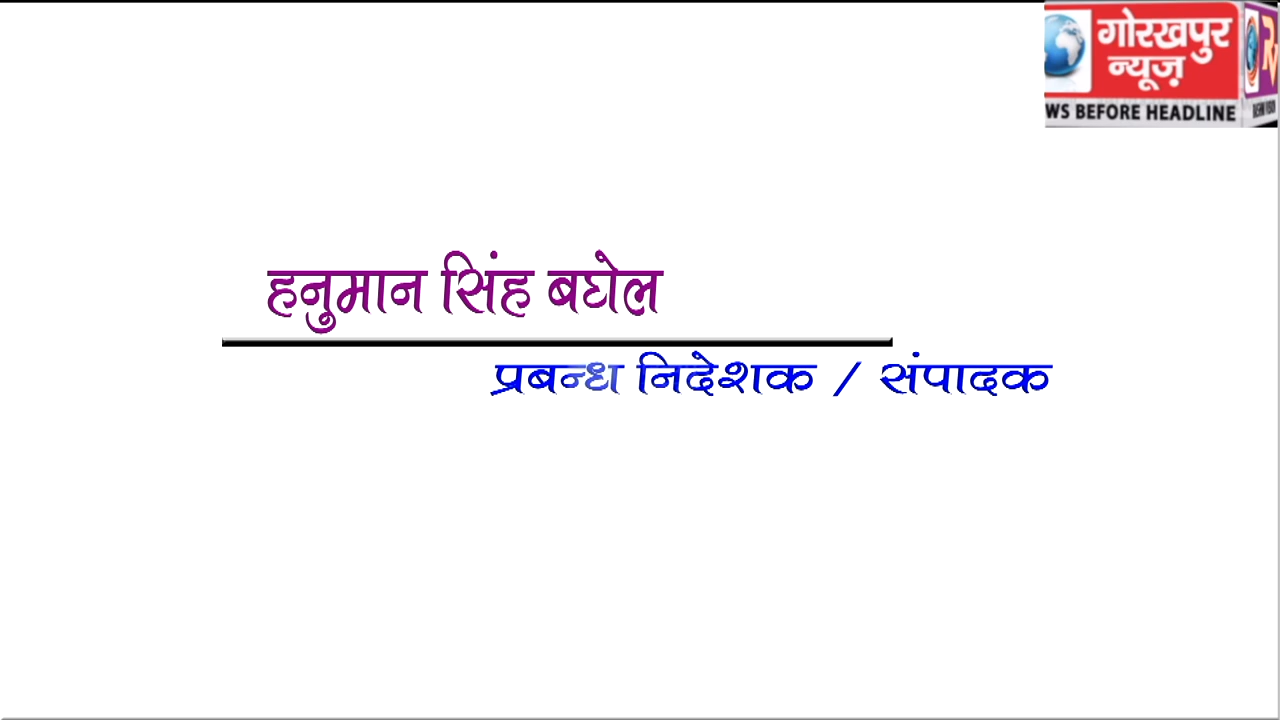 गोरखपुर
न्यूज़
WS BEFORE HEADLINE
हनुमान सिंह बघेल
प्रबन्ध निदेशक / संपादक